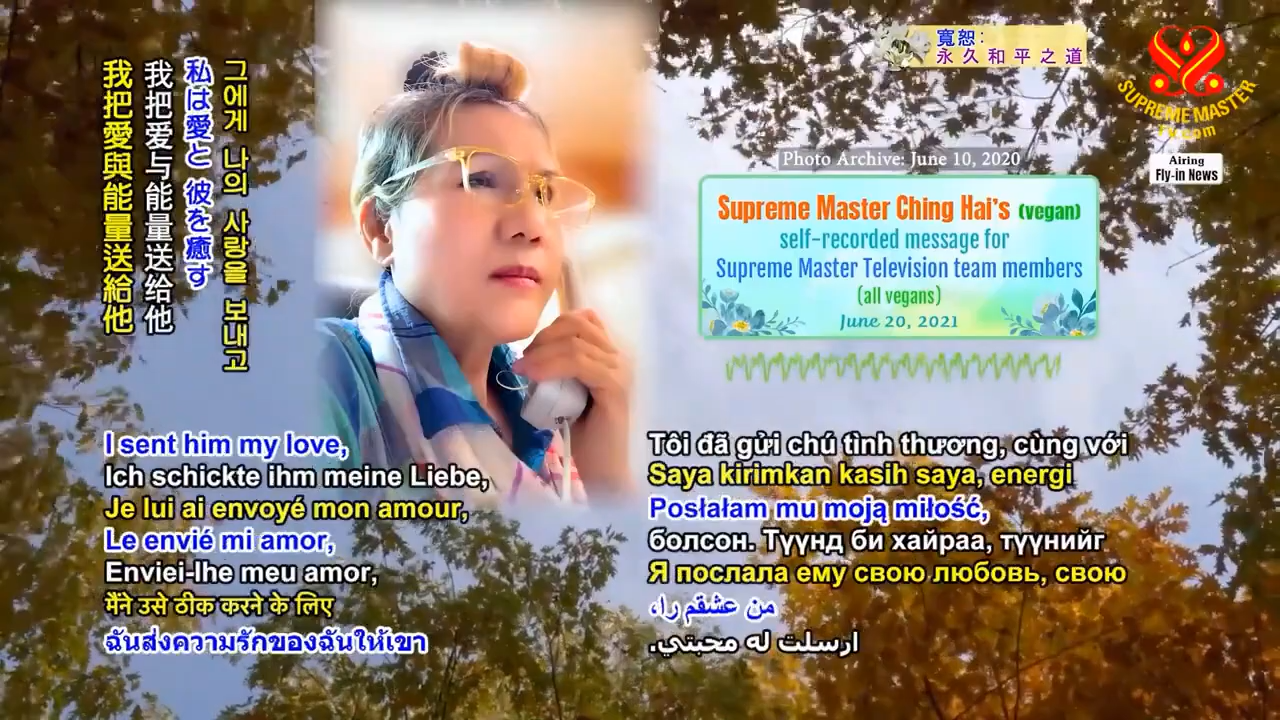 寬恕:
永久和平之道
SUPREME MASTER
TV.com
Airing
Fly-in News
Photo Archive: June 10, 2020
Supreme Master Ching Hai's (vegan)
self-recorded message for
Supreme Master Television team members
(all vegans)
June 20, 2021
그에게 나의 사랑을 보내고
私は愛と 彼を癒す
我把爱与能量送给他
我把愛與能量送給他
I sent him my love,
Ich schickte ihm meine Liebe,
Je lui ai envoyé mon amour,
Le envié mi amor,
Enviei-lhe meu amor,
मैंने उसे ठीक करने के लिए
ฉันส่งความรักของฉันให้เขา
Tôi đã gửi chú tình thương, cùng với
Saya kirimkan kasih saya, energi
Posłałam mu moją miłość,
болсон. Түүнд би хайраа, түүнийг
Я послала ему свою любовь, свою
من عشقم را،
ارسلت له محبتي.